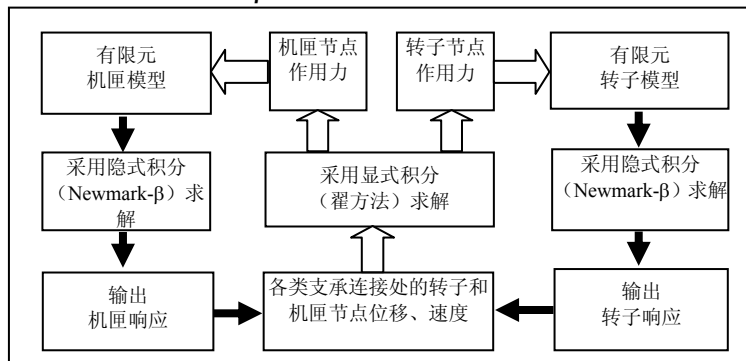 有限元
机匣模型
机匣节点
作用力
转子节点
作用力
有限元
转子模型
采用隐式积分
（Newmark-β）求
解
采用显式积分
（翟方法）求解
采用隐式积分
（Newmark-β）求解
输出
机匣响应
各类支承连接处的转子和
机匣节点位移、速度
输出
转子响应